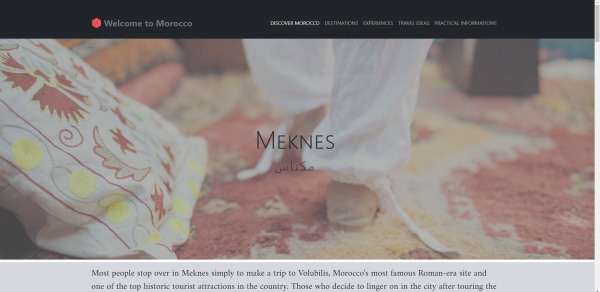 Welcome to Morocco
DISCOVER MOROCCO DESTINATIONS EXPERIENCES TRAVEL IDEAS PRACTICAL INFORMATIONS
MEKNES
مكناس
Most people stop over in Meknes simply to make a trip to Volubilis, Morocco's most famous Roman-era site and
one of the top historic tourist attractions in the country. Those who decide to linger on in the city after touring the